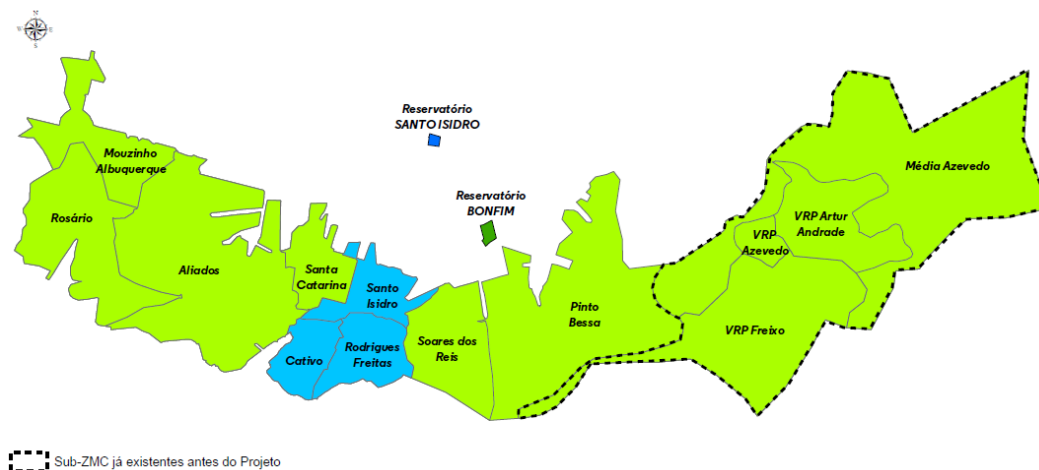 N
W
E
S
Reservatório
SANTO ISIDRO
Mouzinho
Albuquerque
Média Azevedo
Reservatório
BONFIM
Rosário
VRP Artur
Andrade
VRP
Azevedo
Aliados
Santa
Catarina
Santo
Isidro
Pinto
Bessa
VRP Freixo
Soares dos
Reis
Rodrigues
Freitas
Cativo
Sub-ZMC já existentes antes do Projeto